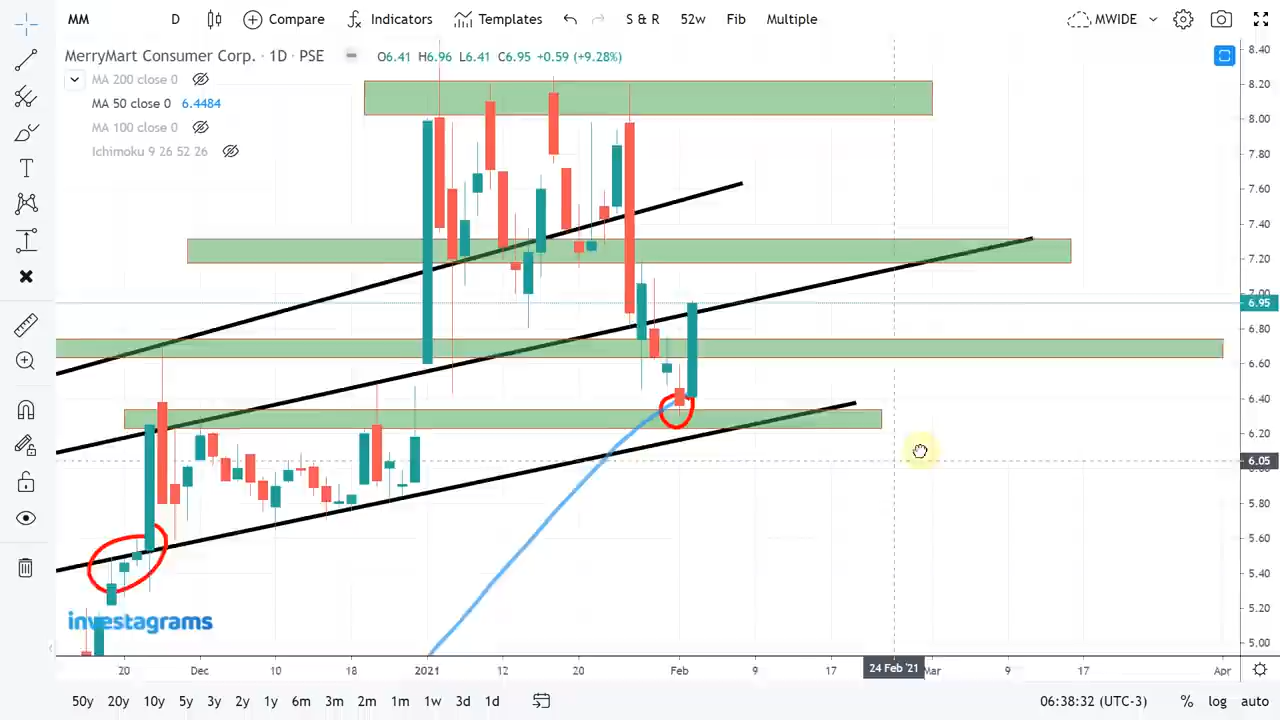 MM D Compare Indicators Templates S & R 52w Fib Multiple MWIDE
MerryMart Consumer Corp. · 1D · PSE O6.41 H6.96 L6.41 C6.95 +0.59 (+9.28%)
MA 200 close 0
MA 50 close 0 6.4484
MA 100 close 0
Ichimoku 9 26 52 26
8.40
8.20
8.00
7.80
7.60
7.40
7.20
7.00
6.95
6.80
6.60
6.40
6.20
6.05
6.00
5.80
5.60
5.40
5.20
5.00
investagrams
20 Dec 10 18 2021 12 20 Feb 9 17 24 Feb '21 Mar 9 17 Apr
50y 20y 10y 5y 3y 2y 1y 6m 3m 2m 1m 1w 3d 1d 06:38:32 (UTC-3) % log auto